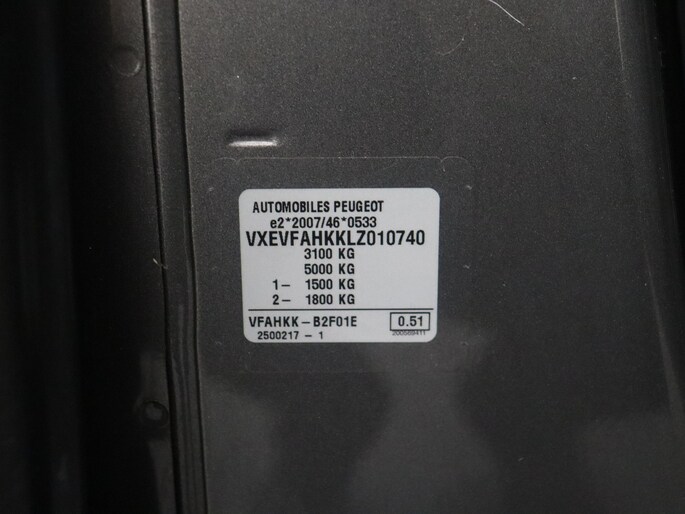 AUTOMOBILES PEUGEOT
e2*2007/46*0533
VXEVFAHKKLZ010740
3100 KG
5000 KG
1- 1500 KG
2- 1800 KG
VFAHKK-B2F01E 0.51
2500217 - 1